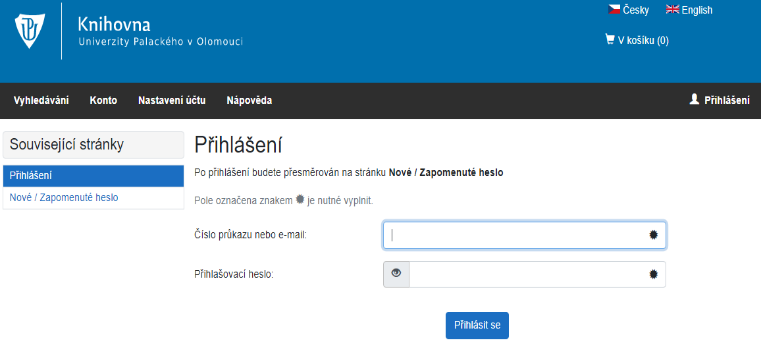 Česky English
Knihovna
Univerzity Palackého v Olomouci
V košíku (0)
Vyhledávání Konto Nastavení účtu Nápověda Přihlášení
Související stránky
Přihlášení
Nové / Zapomenuté heslo
Přihlášení
Po přihlášení budete přesměrován na stránku Nové / Zapomenuté heslo
Pole označena znakem ✹ je nutné vyplnit.
Číslo průkazu nebo e-mail:
Přihlašovací heslo:
Přihlásit se